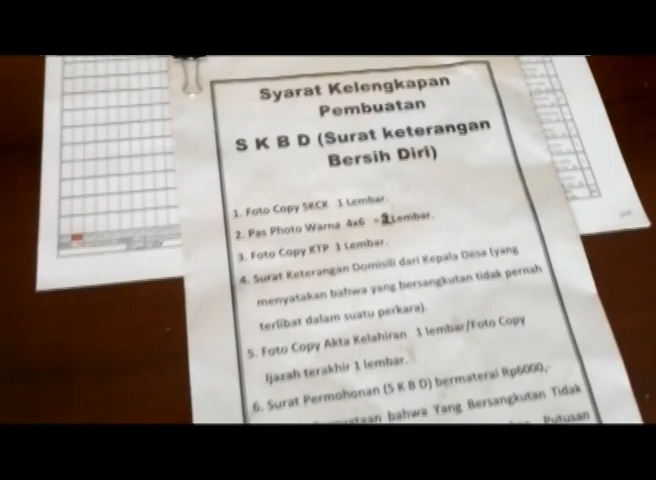 Syarat Kelengkapan
Pembuatan
S K B D (Surat keterangan
Bersih Diri)
1. Foto Copy SKCK 1 Lembar.
2. Pas Photo Warna 4x6 = 2 Lembar.
3. Foto Copy KTP 1 Lembar.
4. Surat Keterangan Domisili dari Kepala Desa (yang
menyatakan bahwa yang bersangkutan tidak pernah
terlibat dalam suatu perkara).
5. Foto Copy Akta Kelahiran 1 lembar/Foto Copy
Ijazah terakhir 1 lembar.
6. Surat Permohonan (S K B D) bermaterai Rp6000,-
bahwa Yang Bersangkutan Tidak
Putusan